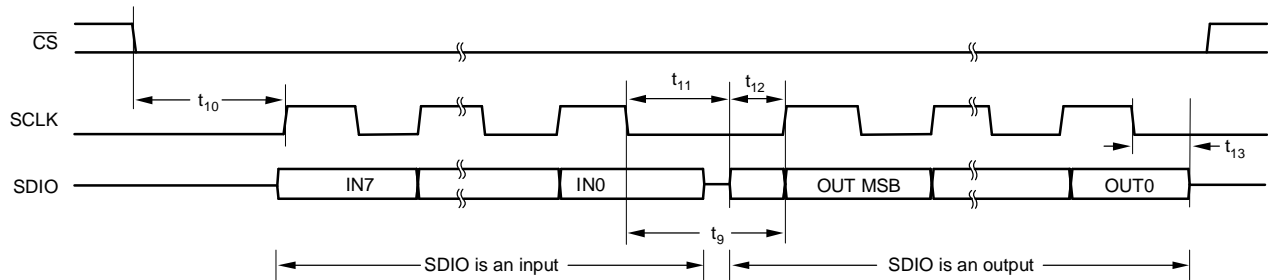 CS
t10
t11
t12
SCLK
t13
SDIO
IN7
IN0
OUT MSB
OUT0
t9
SDIO is an input
SDIO is an output